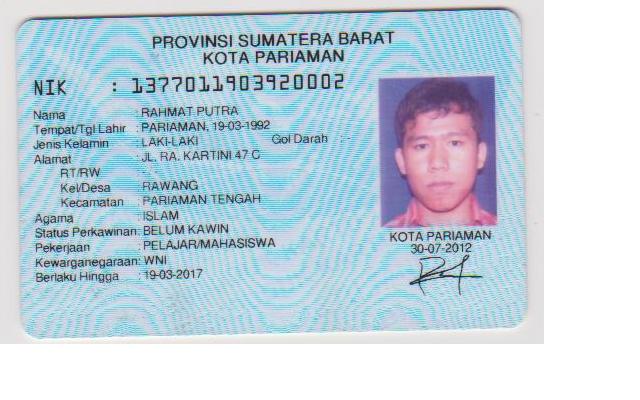 PROVINSI SUMATERA BARAT
KOTA PARIAMAN
NIK : 1377011903920002
Nama : RAHMAT PUTRA
Tempat/Tgl Lahir : PARIAMAN, 19-03-1992
Jenis Kelamin : LAKI-LAKI Gol Darah : -
Alamat : JL. RA. KARTINI 47 C
RT/RW : - -
Kel/Desa : RAWANG
Kecamatan : PARIAMAN TENGAH
Agama : ISLAM
Status Perkawinan: BELUM KAWIN
Pekerjaan : PELAJAR/MAHASISWA
Kewarganegaraan: WNI
Berlaku Hingga : 19-03-2017
KOTA PARIAMAN
30-07-2012